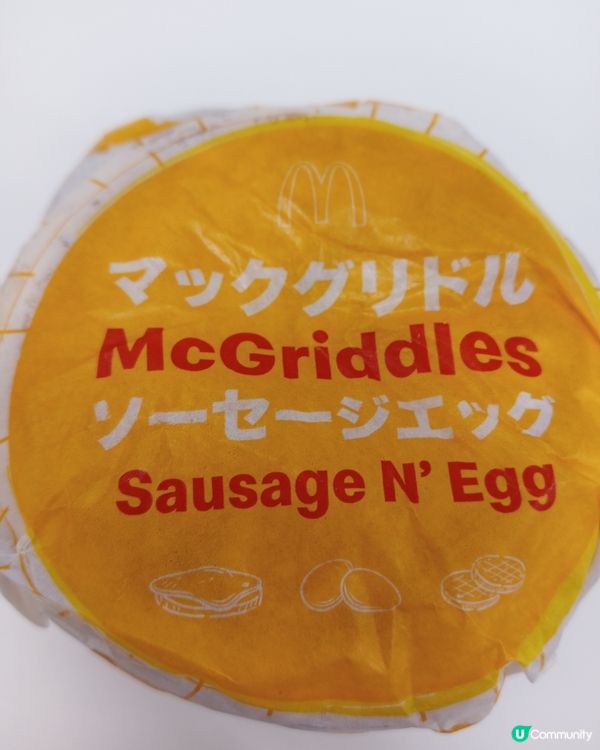 マックグリドル
McGriddles
ソーセージエッグ
Sausage N' Egg
U Community